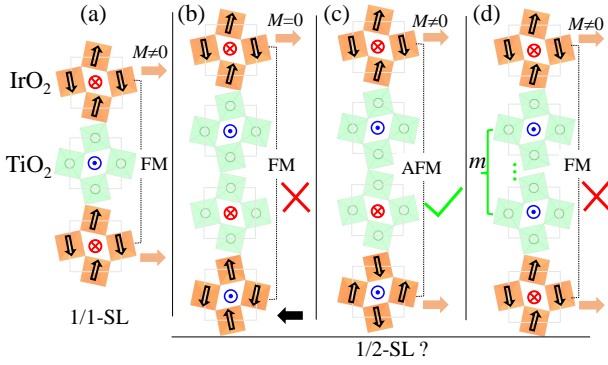 (a)
(b)
(c)
(d)
M≠0
M=0
M≠0
M≠0
IrO₂
TiO₂
FM
FM
AFM
m
FM
1/1-SL
1/2-SL ?